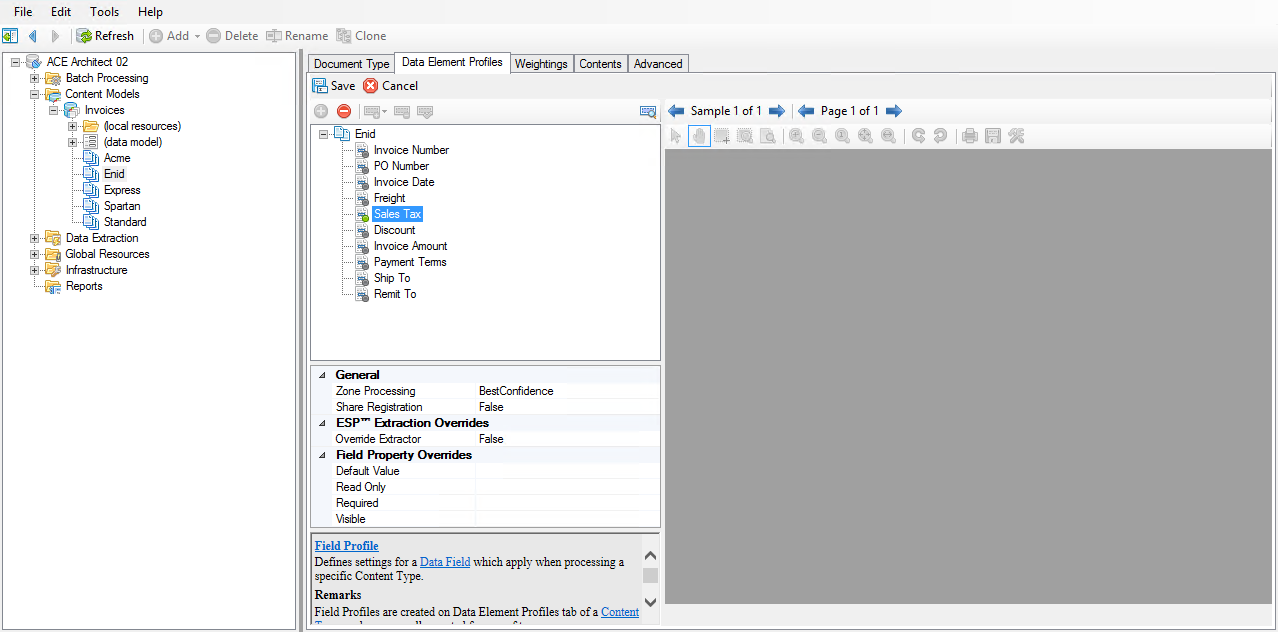 File Edit Tools Help
Refresh Add Delete Rename Clone
ACE Architect 02
Batch Processing
Content Models
Invoices
(local resources)
(data model)
Acme
Enid
Express
Spartan
Standard
Data Extraction
Global Resources
Infrastructure
Reports
Document Type Data Element Profiles Weightings Contents Advanced
Save Cancel
Enid
Invoice Number
PO Number
Invoice Date
Freight
Sales Tax
Discount
Invoice Amount
Payment Terms
Ship To
Remit To
General
Zone Processing BestConfidence
Share Registration False
ESP™ Extraction Overrides
Override Extractor False
Field Property Overrides
Default Value
Read Only
Required
Visible
Field Profile
Defines settings for a Data Field which apply when processing a
specific Content Type.
Remarks
Field Profiles are created on Data Element Profiles tab of a Content
Sample 1 of 1 Page 1 of 1